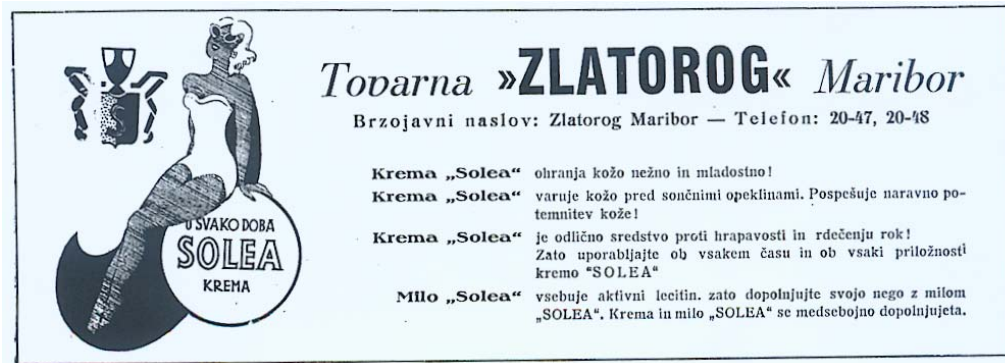 Tovarna »ZLATOROG« Maribor
Brzojavni naslov: Zlatorog Maribor — Telefon: 20-47, 20-48
Krema „Solea“ ohranja kožo nežno in mladostno!
Krema „Solea“ varuje kožo pred sončnimi opeklinami. Pospešuje naravno po-
temnitev kože!
Krema „Solea“ je odlično sredstvo proti hrapavosti in rdečenju rok!
Zato uporabljajte ob vsakem času in ob vsaki priložnosti
kremo "SOLEA“
Milo „Solea“ vsebuje aktivni lecitin. zato dopolnjujte svojo nego z milom
„SOLEA“. Krema in milo „SOLEA“ se medsebojno dopolnjujeta.
U SVAKO DOBA
SOLEA
KREMA